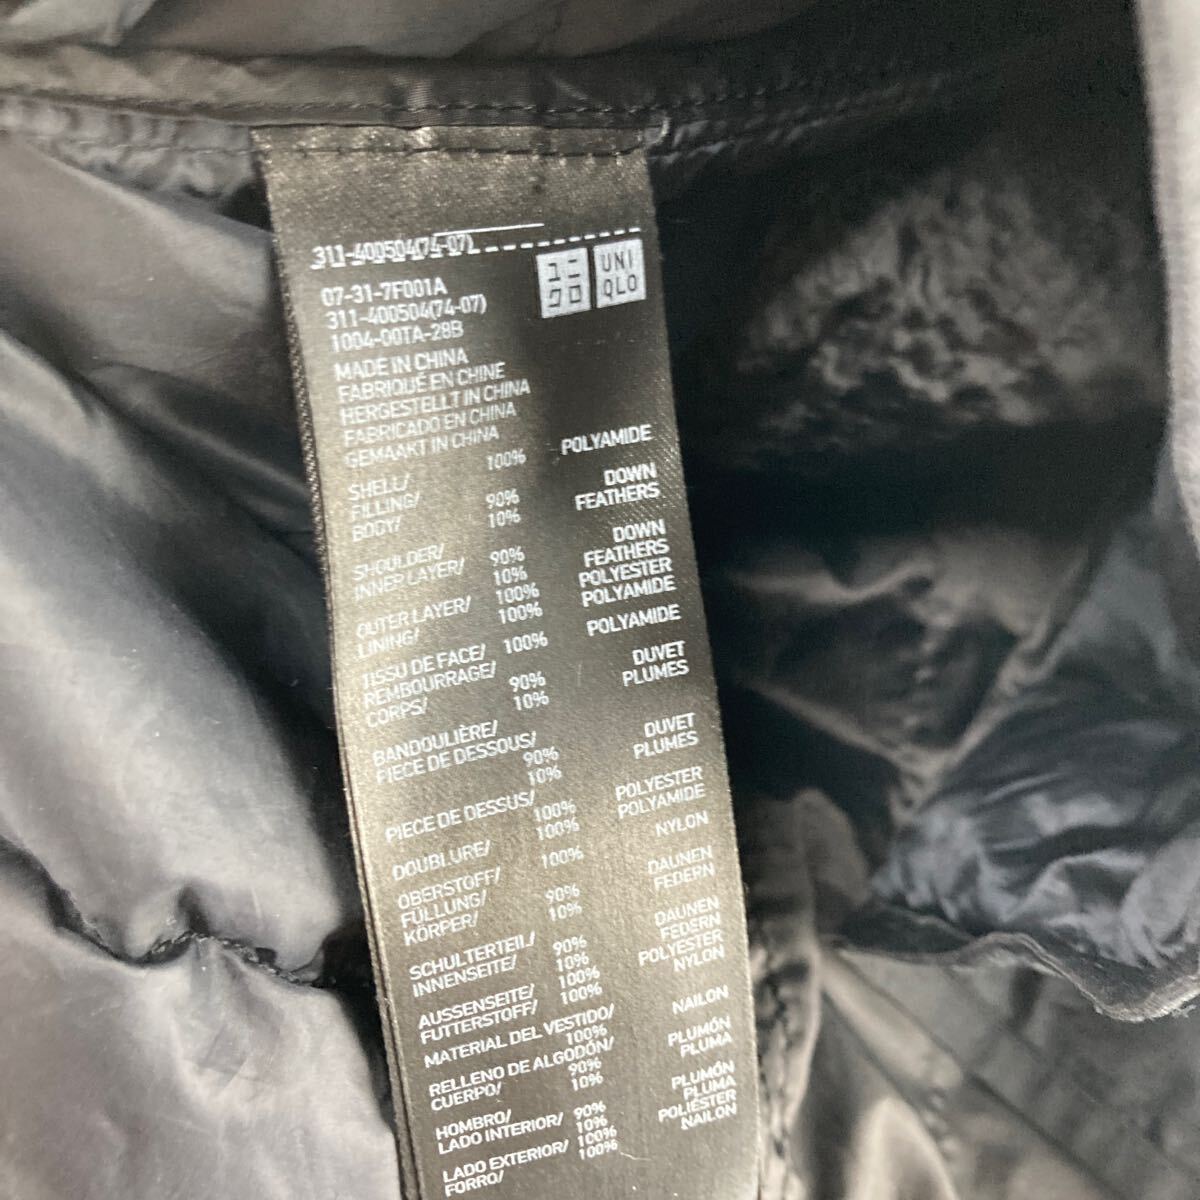 311-400504(74-07)
ユニクロ
UNIQLO
07-31-7F001A
311-400504(74-07)
1004-00TA-28B
MADE IN CHINA
FABRIQUÉ EN CHINE
HERGESTELLT IN CHINA
FABRICADO EN CHINA
GEMAAKT IN CHINA
SHELL/ 100% POLYAMIDE
FILLING/
BODY/ 90% DOWN
10% FEATHERS
SHOULDER/
INNER LAYER/ 90% DOWN
10% FEATHERS
OUTER LAYER/ 100% POLYESTER
LINING/ 100% POLYAMIDE
TISSU DE FACE/ 100% POLYAMIDE
REMBOURRAGE/
CORPS/ 90% DUVET
10% PLUMES
BANDOULIÈRE/
PIECE DE DESSOUS/ 90% DUVET
10% PLUMES
PIECE DE DESSUS/ 100% POLYESTER
DOUBLURE/ 100% POLYAMIDE
OBERSTOFF/ 100% NYLON
FÜLLUNG/
KÖRPER/ 90% DAUNEN
10% FEDERN
SCHULTERTEIL/
INNENSEITE/ 90% DAUNEN
10% FEDERN
AUSSENSEITE/ 100% POLYESTER
FUTTERSTOFF/ 100% NYLON
MATERIAL DEL VESTIDO/
100% NAILON
RELLENO DE ALGODÓN/
CUERPO/ 90% PLUMÓN
10% PLUMA
HOMBRO/
LADO INTERIOR/ 90% PLUMÓN
10% PLUMA
LADO EXTERIOR/ 100% POLIÉSTER
FORRO/ 100% NAILON